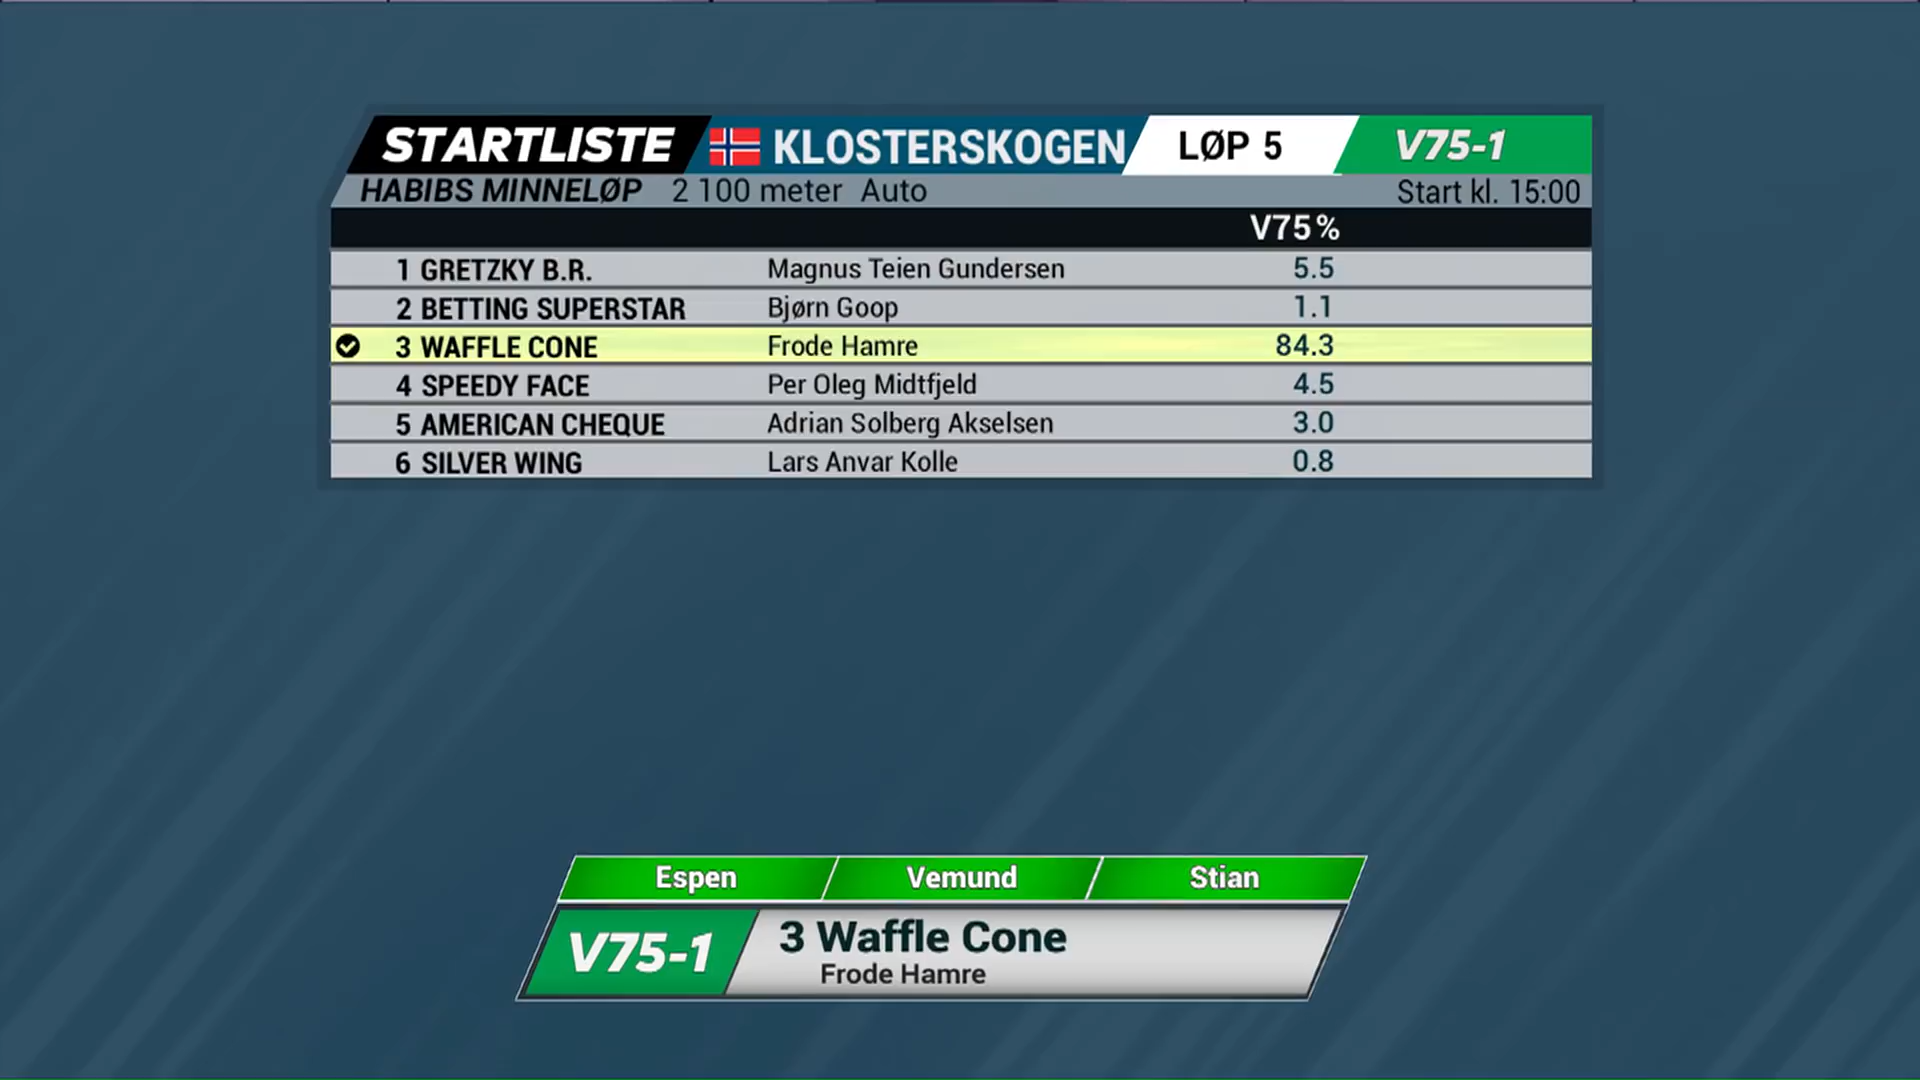 STARTLISTE KLOSTERSKOGEN LØP 5 V75-1
HABIBS MINNELØP 2 100 meter Auto Start kl. 15:00
V75%
1 GRETZKY B.R. Magnus Teien Gundersen 5.5
2 BETTING SUPERSTAR Bjørn Goop 1.1
3 WAFFLE CONE Frode Hamre 84.3
4 SPEEDY FACE Per Oleg Midtfjeld 4.5
5 AMERICAN CHEQUE Adrian Solberg Akselsen 3.0
6 SILVER WING Lars Anvar Kolle 0.8
Espen Vemund Stian
V75-1 3 Waffle Cone
Frode Hamre